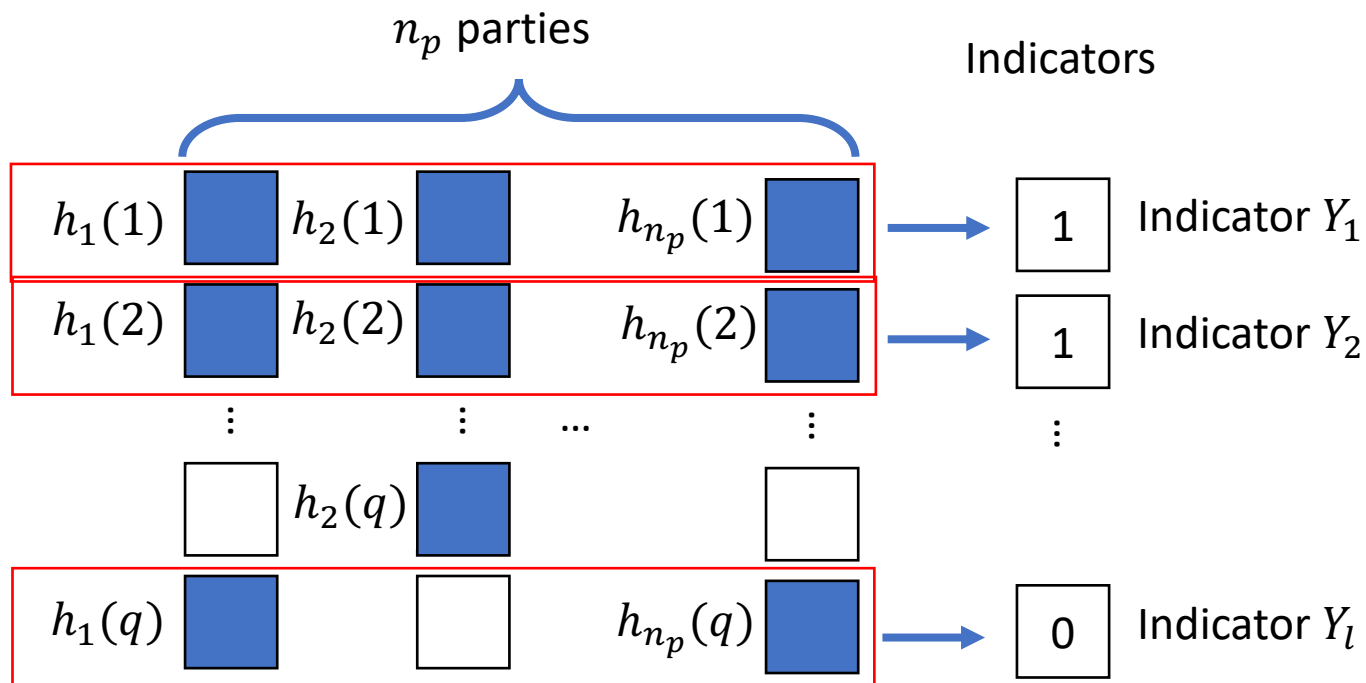 $n_p$ parties
Indicators
$h_1(1)$ $h_2(1)$ $h_{n_p}(1)$ 1 Indicator $Y_1$
$h_1(2)$ $h_2(2)$ $h_{n_p}(2)$ 1 Indicator $Y_2$
⋮ ⋮ ... ⋮ ⋮
$h_2(q)$
$h_1(q)$ $h_{n_p}(q)$ 0 Indicator $Y_l$